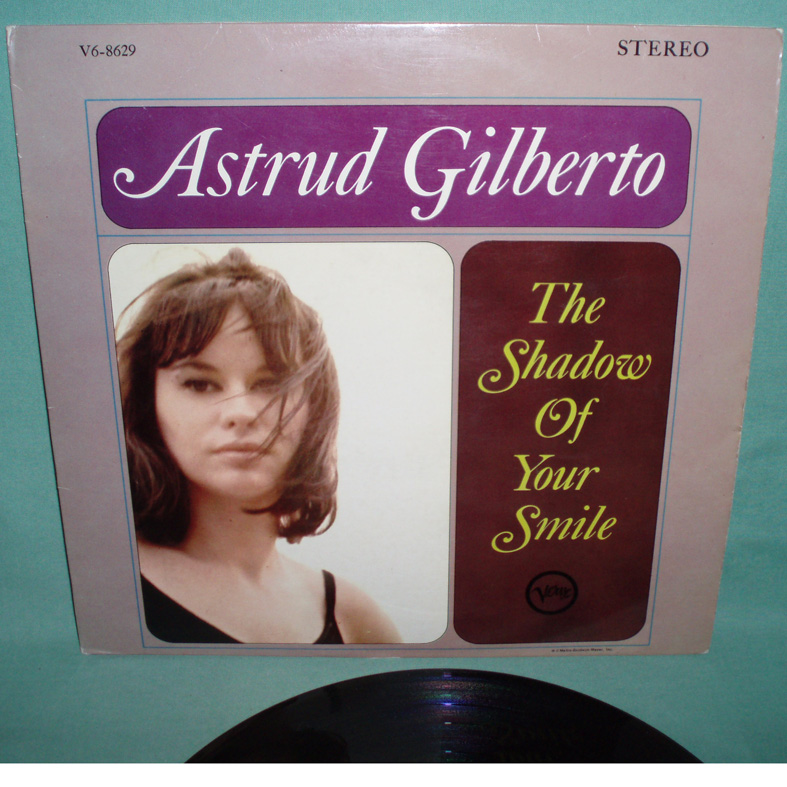 V6-8629
STEREO
Astrud Gilberto
The
Shadow
Of
Your
Smile
Verve